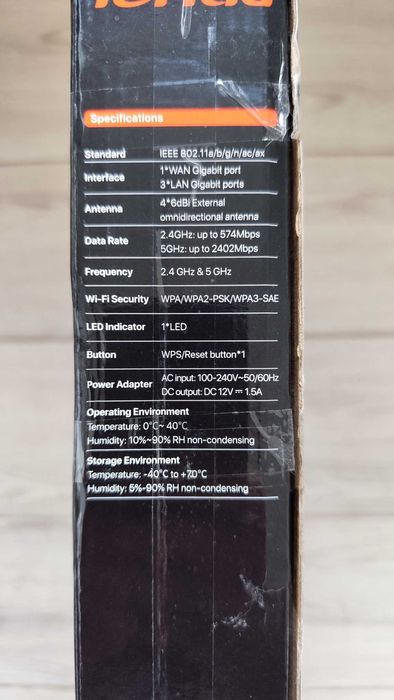 Tenda
Specifications
Standard IEEE 802.11a/b/g/n/ac/ax
Interface 1*WAN Gigabit port
3*LAN Gigabit ports
Antenna 4*6dBi External
omnidirectional antenna
Data Rate 2.4GHz: up to 574Mbps
5GHz: up to 2402Mbps
Frequency 2.4 GHz & 5 GHz
Wi-Fi Security WPA/WPA2-PSK/WPA3-SAE
LED Indicator 1*LED
Button WPS/Reset button*1
Power Adapter AC input: 100-240V~50/60Hz
DC output: DC 12V ⎓ 1.5A
Operating Environment
Temperature: 0℃~ 40℃
Humidity: 10%~90% RH non-condensing
Storage Environment
Temperature: -40℃ to +70℃
Humidity: 5%-90% RH non-condensing